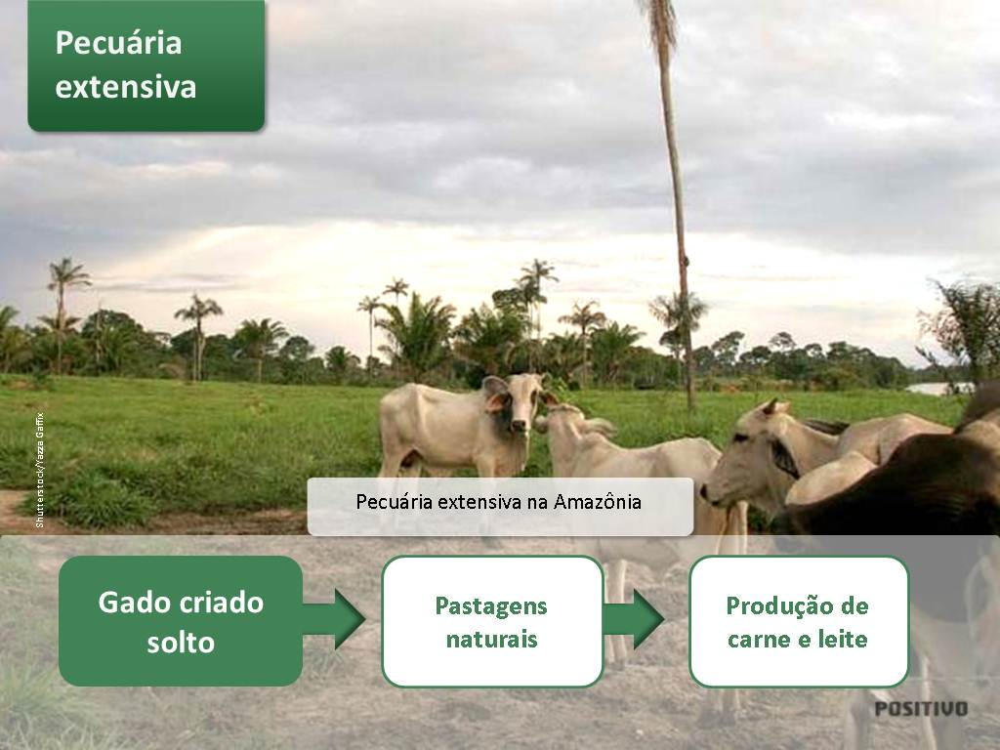 Pecuária
extensiva
Shutterstock/Yazza Gaffix
Pecuária extensiva na Amazônia
Gado criado
solto
Pastagens
naturais
Produção de
carne e leite
POSITIVO